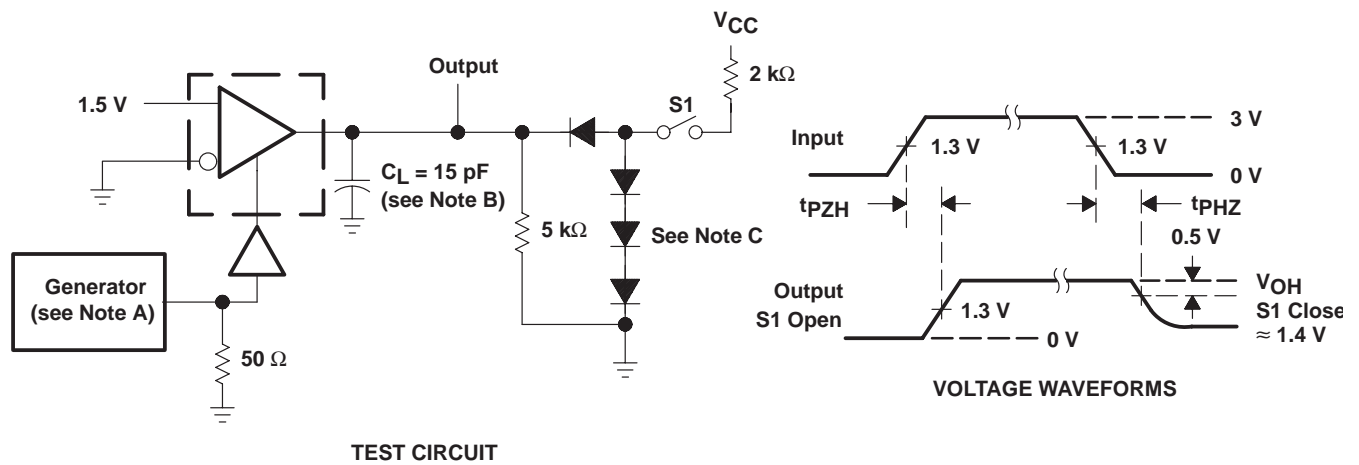 VCC
2 kΩ
Output
S1
1.5 V
CL = 15 pF
(see Note B)
5 kΩ
See Note C
Generator
(see Note A)
50 Ω
TEST CIRCUIT
Input
3 V
1.3 V
1.3 V
0 V
tPZH
tPHZ
0.5 V
Output
S1 Open
1.3 V
0 V
VOH
S1 Close
≈ 1.4 V
VOLTAGE WAVEFORMS